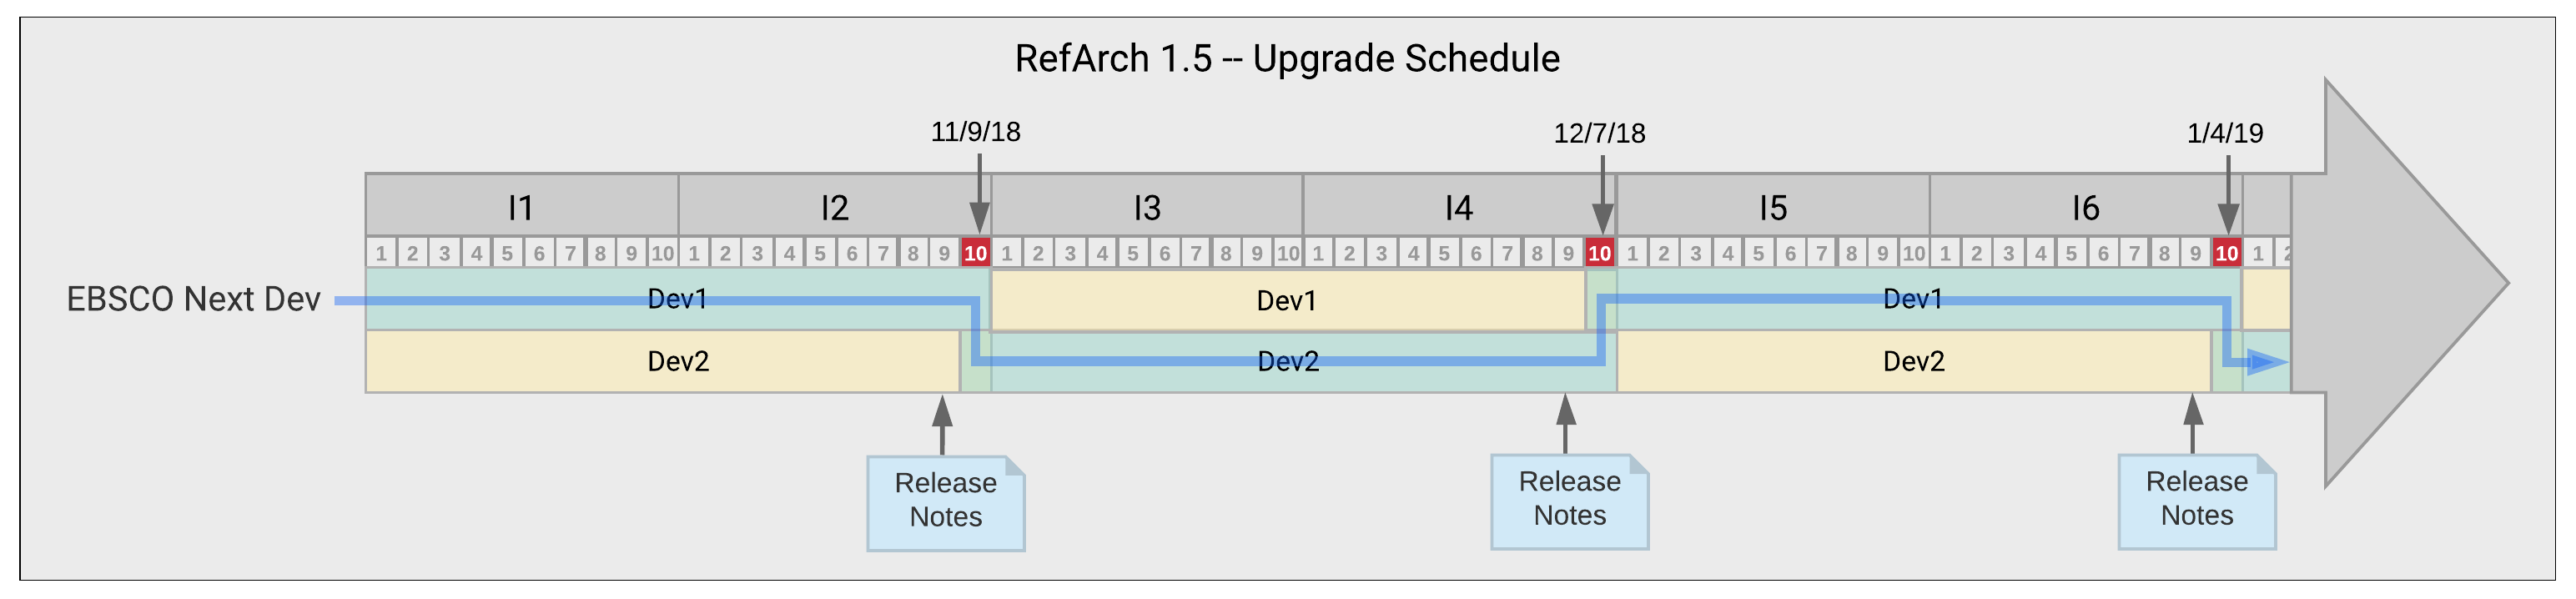 RefArch 1.5 -- Upgrade Schedule
11/9/18 12/7/18 1/4/19
I1 I2 I3 I4 I5 I6
1 2 3 4 5 6 7 8 9 10 1 2 3 4 5 6 7 8 9 10 1 2 3 4 5 6 7 8 9 10 1 2 3 4 5 6 7 8 9 10 1 2 3 4 5 6 7 8 9 10 1 2 3 4 5 6 7 8 9 10 1 2
EBSCO Next Dev Dev1 Dev1 Dev1
Dev2 Dev2 Dev2
Release
Notes
Release
Notes
Release
Notes